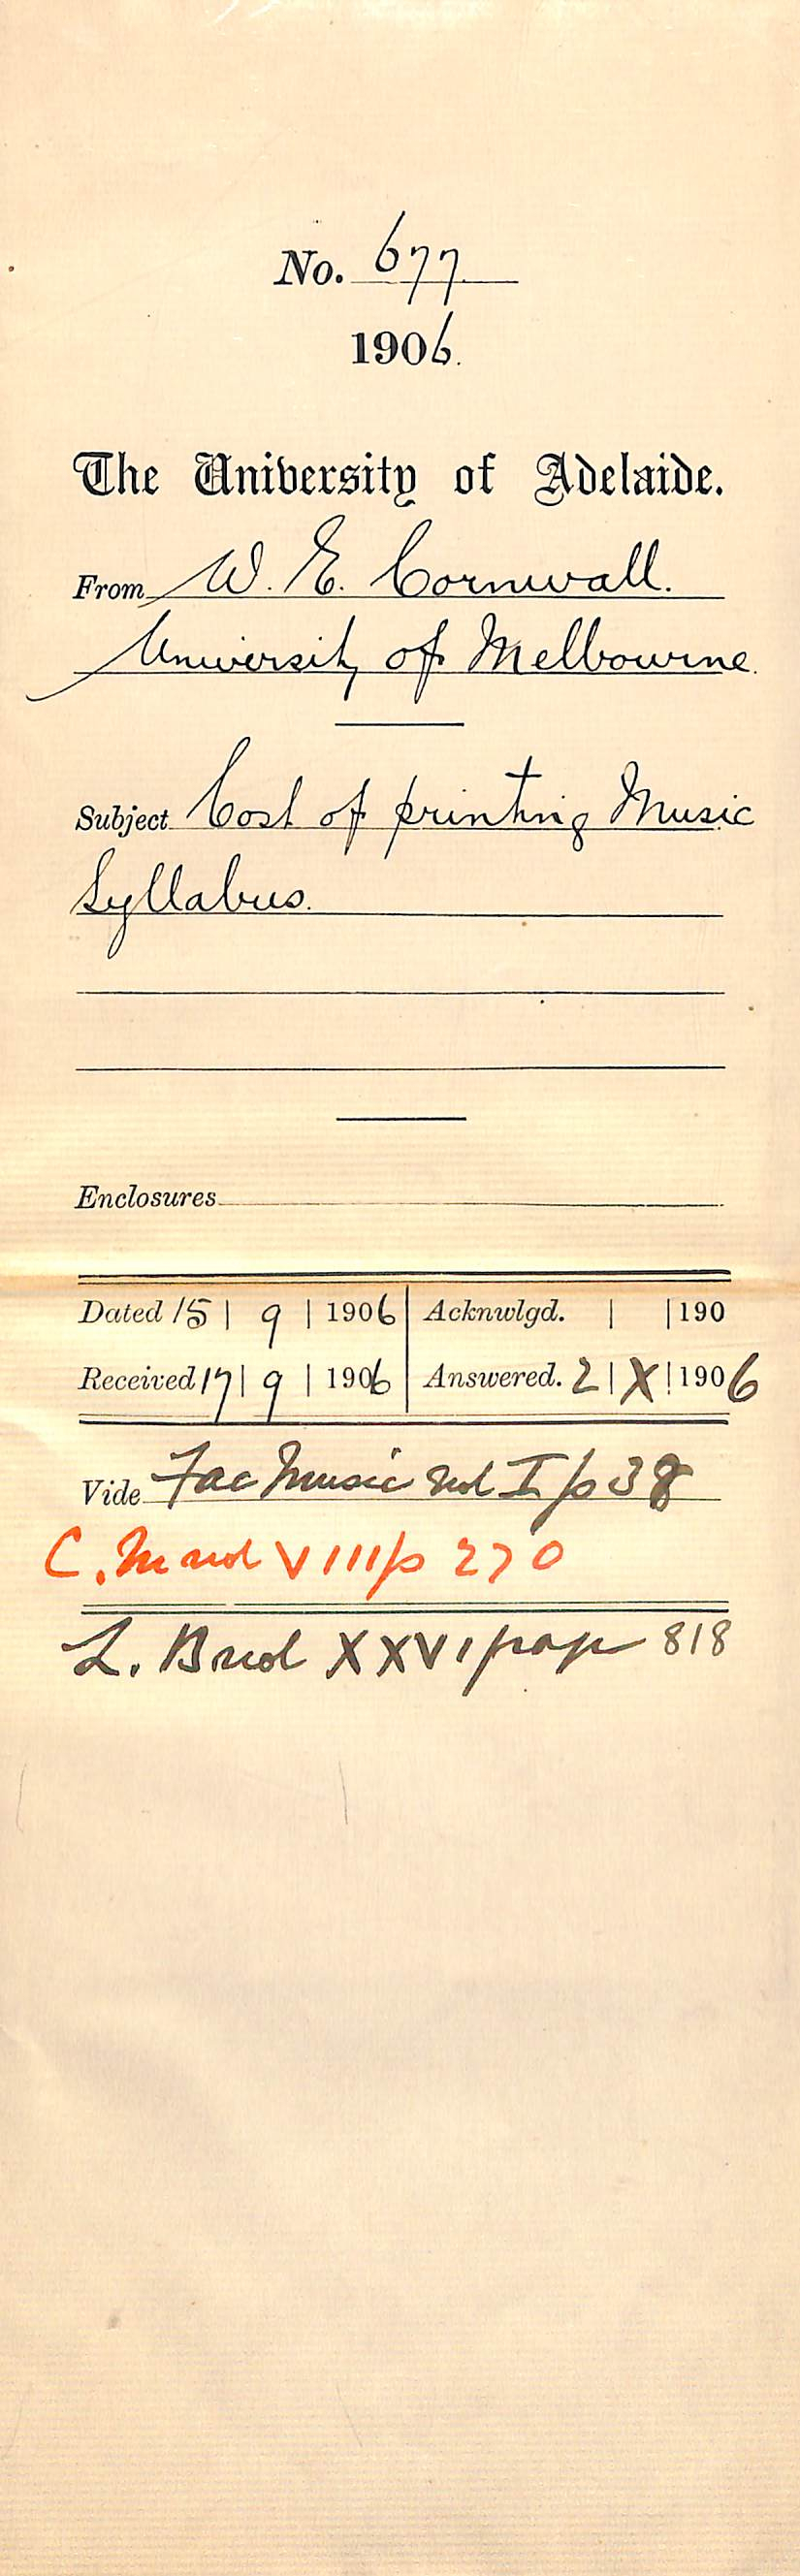 No. 677
1906.
The University of Adelaide.
From W. E. Cornwall.
University of Melbourne.
Subject Cost of printing Music
Syllabus.
Enclosures
Dated 15 | 9 | 1906 Acknwlgd. | | 190
Received 17 | 9 | 1906 Answered. 2 | X | 1906
Vide Fac Music vol I p 38
C. M vol VIII p 270
L. B vol XXVI page 818